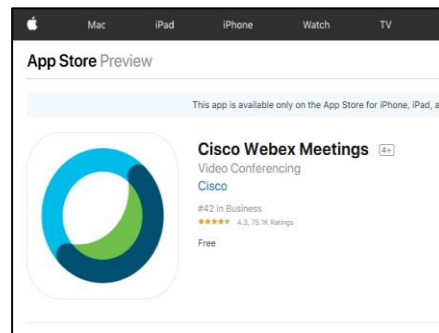 Mac iPad iPhone Watch TV
App Store Preview
This app is available only on the App Store for iPhone, iPad, a
Cisco Webex Meetings 4+
Video Conferencing
Cisco
#42 in Business
4.3, 75.1K Ratings
Free